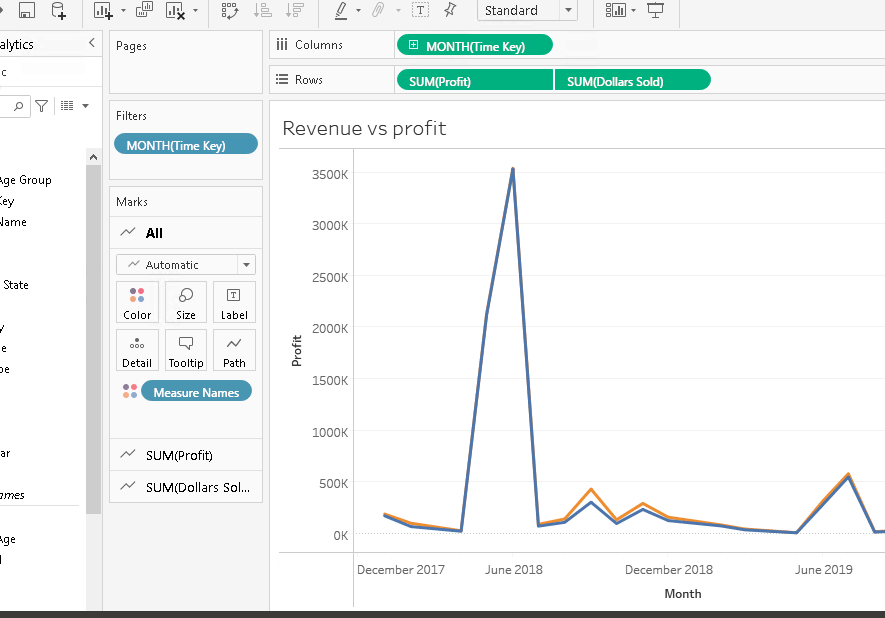 Standard
alytics
c
Age Group
Key
Name
State
y
e
pe
ar
ames
Age
l
Pages
Filters
MONTH(Time Key)
Marks
All
Automatic
Color
Size
Label
Detail
Tooltip
Path
Measure Names
SUM(Profit)
SUM(Dollars Sol...
Columns
MONTH(Time Key)
Rows
SUM(Profit)
SUM(Dollars Sold)
Revenue vs profit
3500K
3000K
2500K
2000K
1500K
1000K
500K
0K
Profit
December 2017
June 2018
December 2018
June 2019
Month